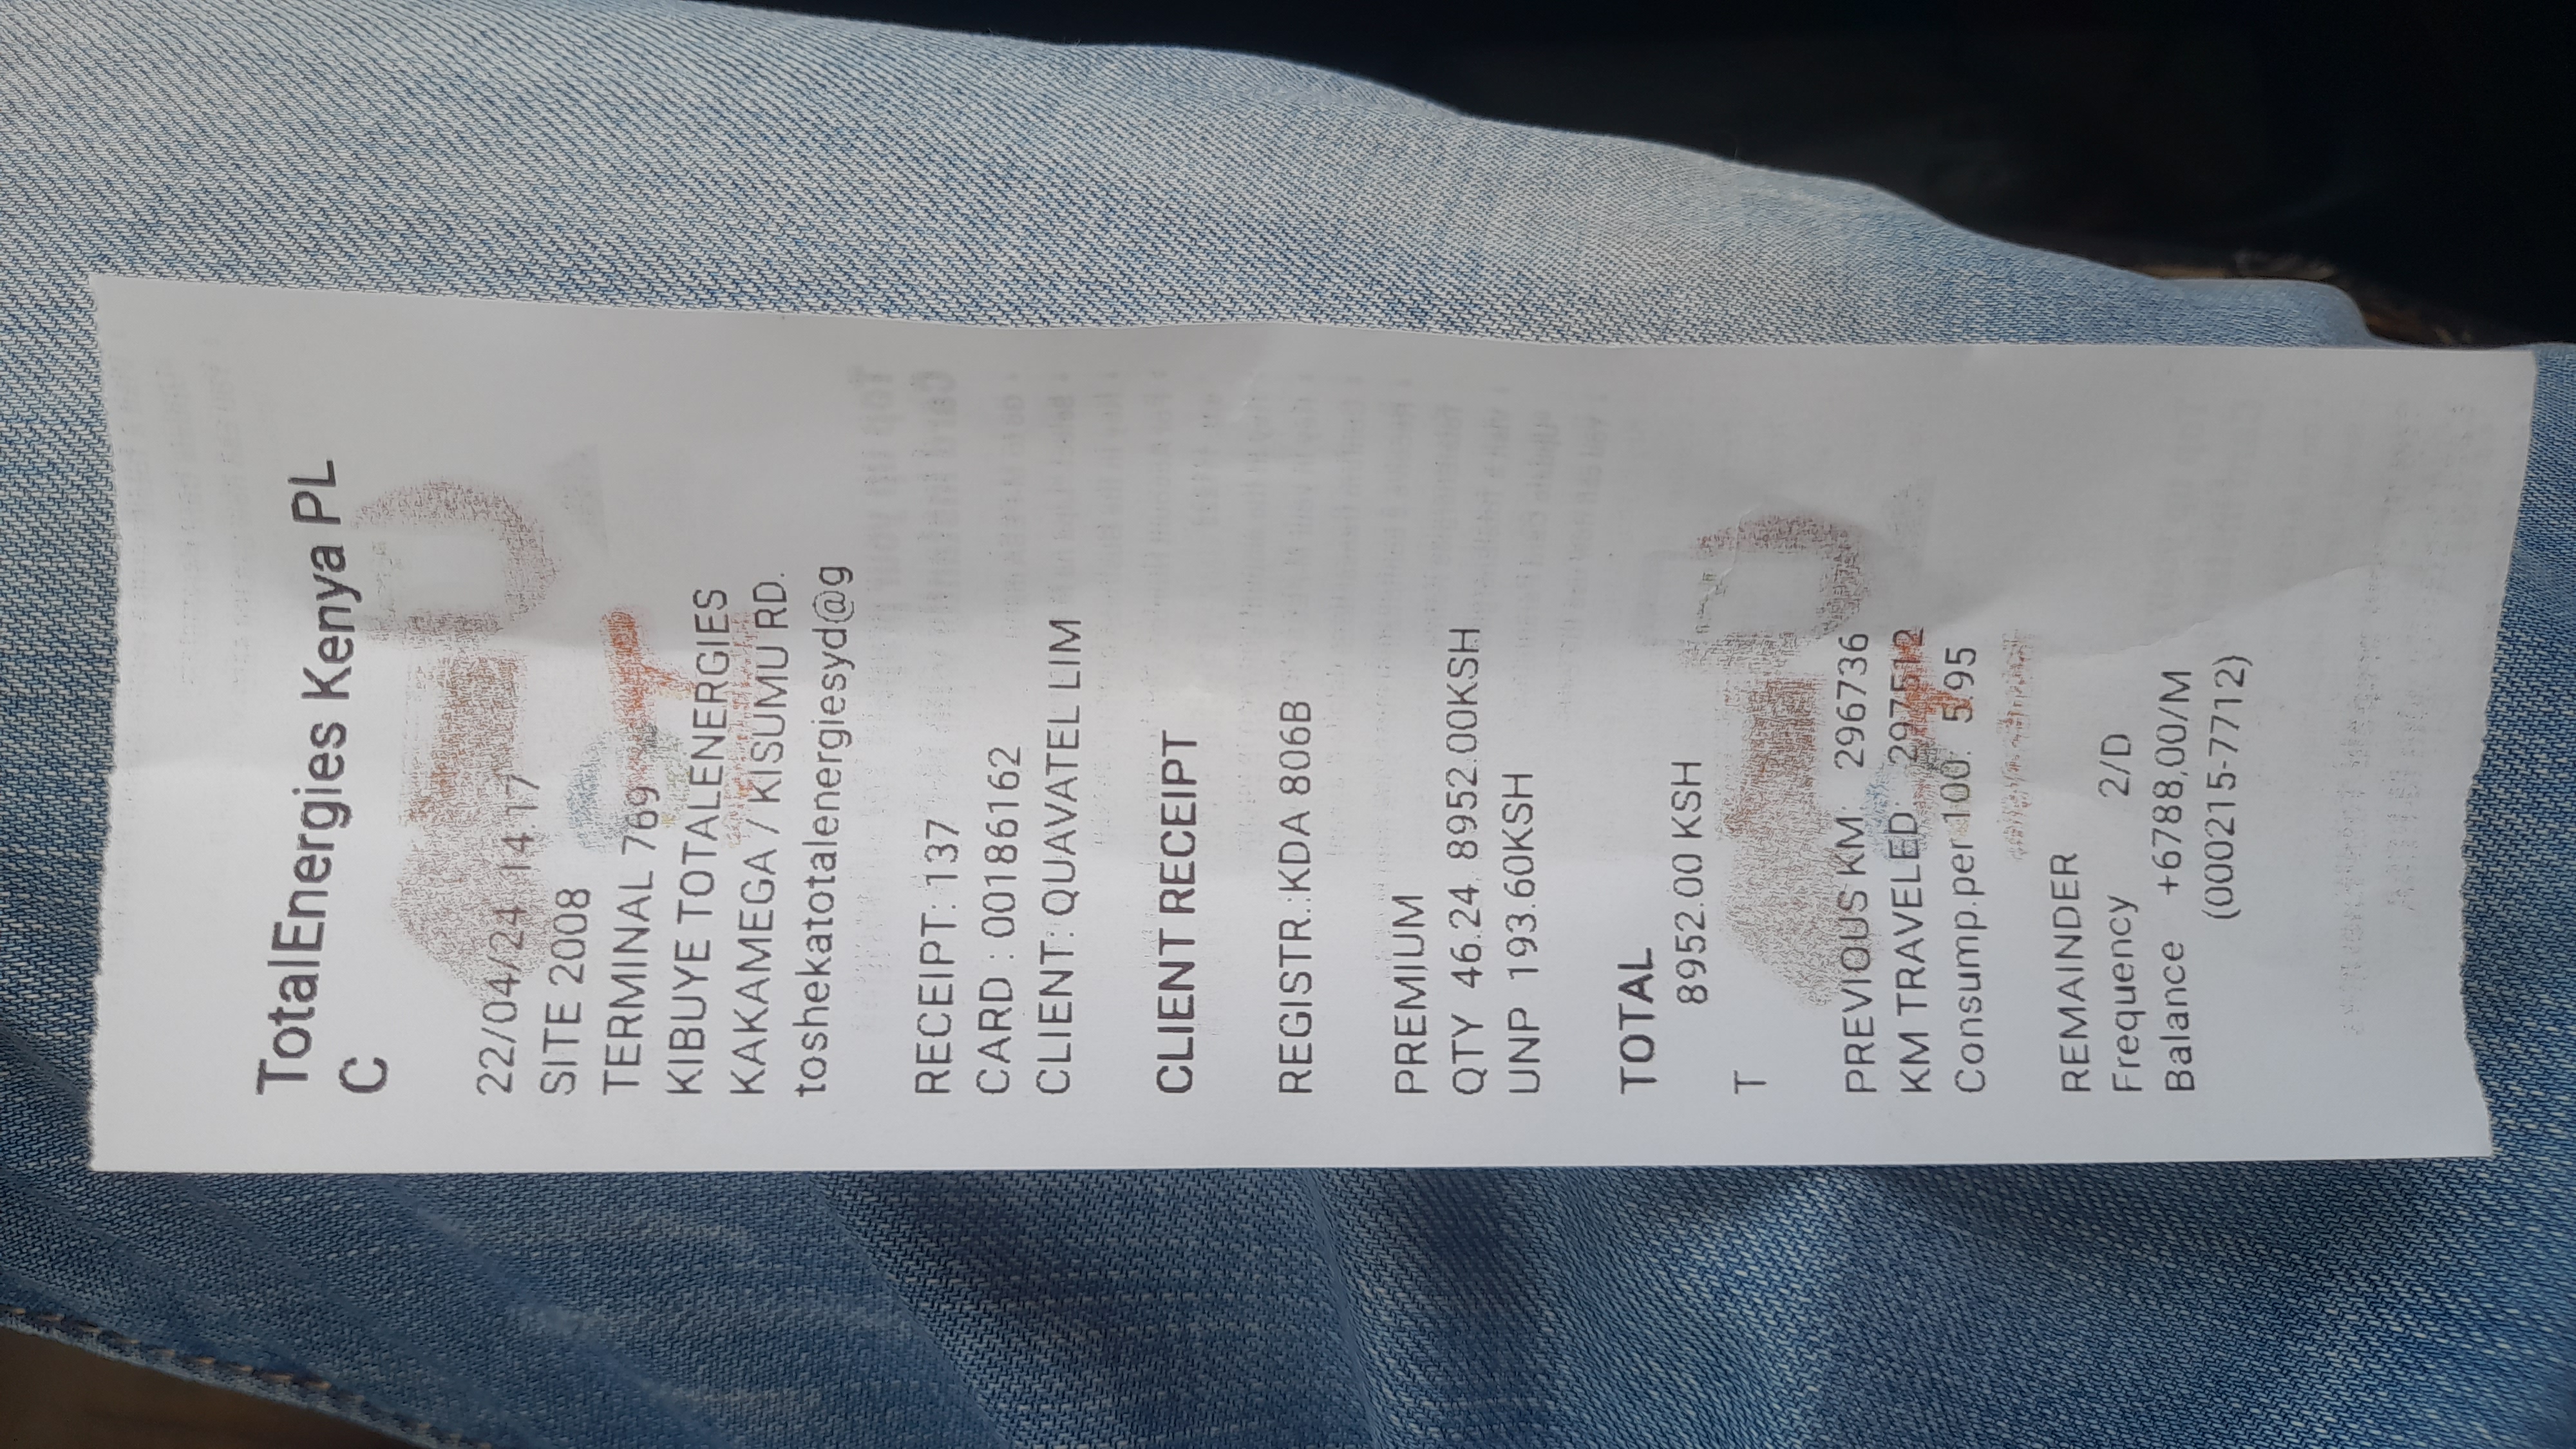 TotalEnergies Kenya PL
C
22/04/24 14:17
SITE 2008
TERMINAL 769
KIBUYE TOTALENERGIES
KAKAMEGA / KISUMU RD.
toshekatotalenergiesyd@g
RECEIPT: 137
CARD : 00186162
CLIENT: QUAVATEL LIM
CLIENT RECEIPT
REGISTR.:KDA 806B
PREMIUM
QTY 46.24 8952.00KSH
UNP 193.60KSH
TOTAL
8952.00 KSH
T
PREVIOUS KM: 296736
KM TRAVELED: 297512
Consump.per 100: 5.95
REMAINDER
Frequency 2/D
Balance +6788,00/M
(000215-7712)